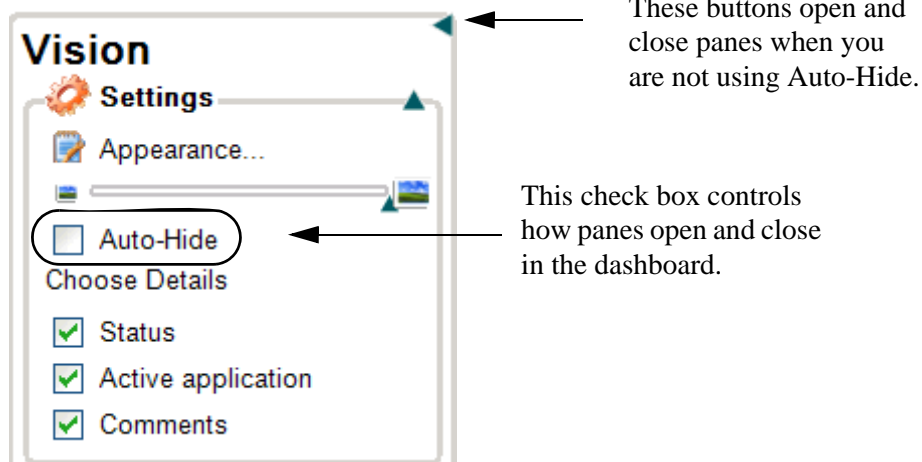 These buttons open and
close panes when you
are not using Auto-Hide.
Vision
Settings
Appearance...
Auto-Hide
Choose Details
Status
Active application
Comments
This check box controls
how panes open and close
in the dashboard.